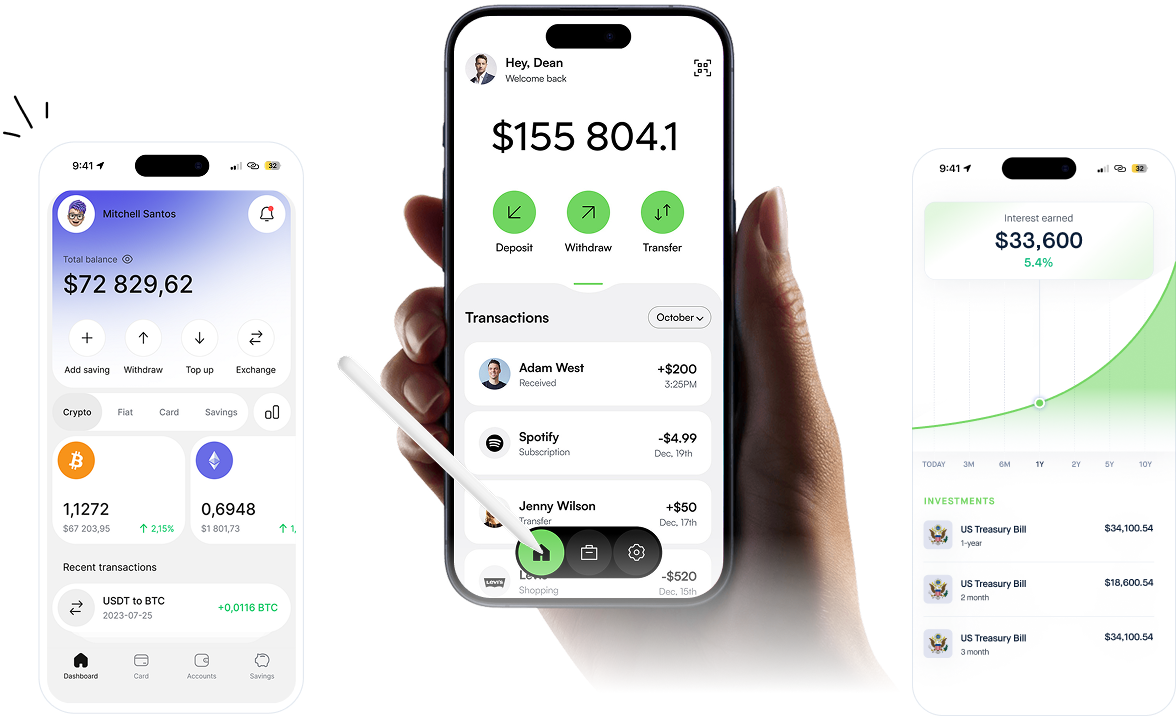 9:41
32
Mitchell Santos
Total balance
$72 829,62
Add saving Withdraw Top up Exchange
Crypto Fiat Card Savings
1,1272
$67 203,95 2,15%
0,6948
$1 801,73 1,
Recent transactions
USDT to BTC
2023-07-25
+0,0116 BTC
Dashboard Card Accounts Savings
Hey, Dean
Welcome back
$155 804.1
Deposit Withdraw Transfer
Transactions
October
Adam West
Received
+$200
3:25PM
Spotify
Subscription
-$4.99
Dec, 19th
Jenny Wilson
Transfer
+$50
Dec, 17th
LEVI'S
Levi's
Shopping
-$520
Dec, 15th
9:41
32
Interest earned
$33,600
5.4%
TODAY 3M 6M 1Y 2Y 5Y 10Y
INVESTMENTS
US Treasury Bill
1-year
$34,100.54
US Treasury Bill
2 month
$18,600.54
US Treasury Bill
3 month
$34,100.54